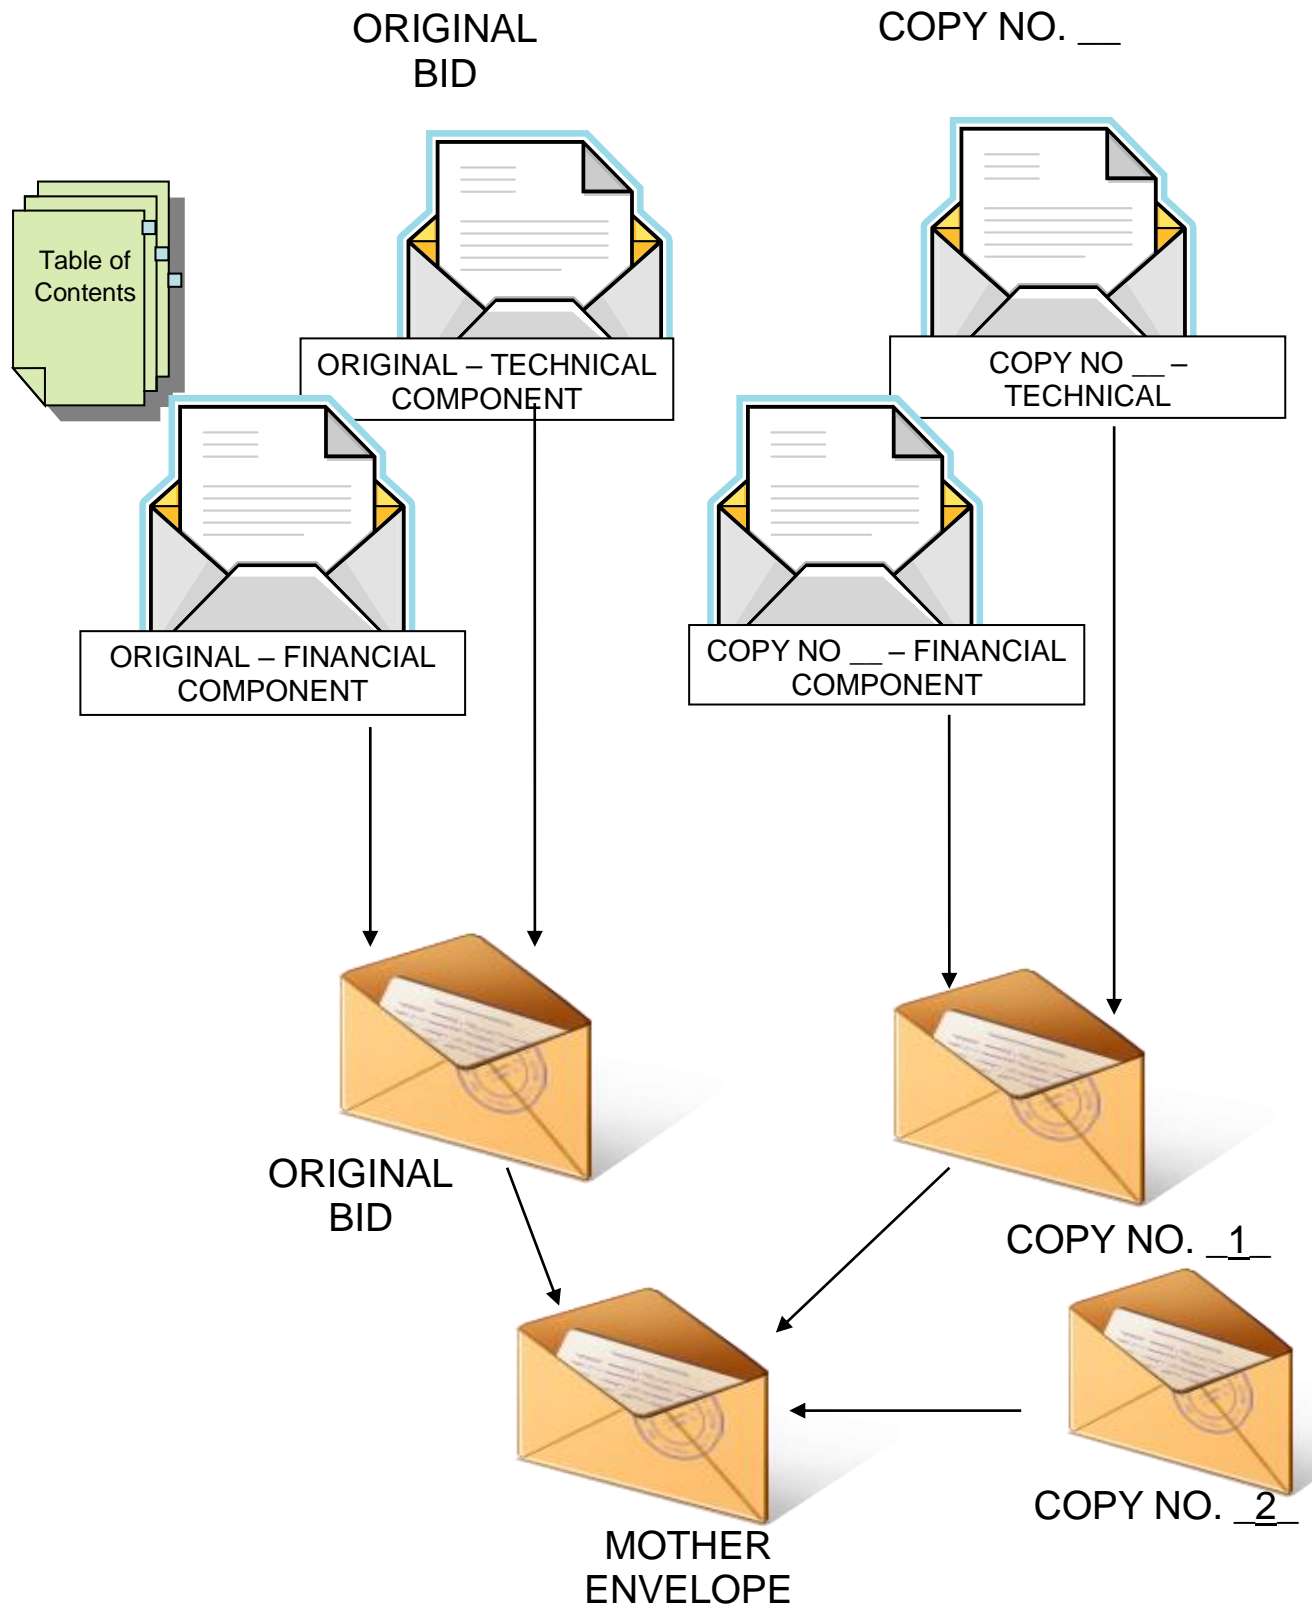 ORIGINAL
BID
COPY NO. __
Table of
Contents
ORIGINAL – TECHNICAL
COMPONENT
COPY NO __ –
TECHNICAL
ORIGINAL – FINANCIAL
COMPONENT
COPY NO __ – FINANCIAL
COMPONENT
ORIGINAL
BID
COPY NO. _1_
COPY NO. _2_
MOTHER
ENVELOPE